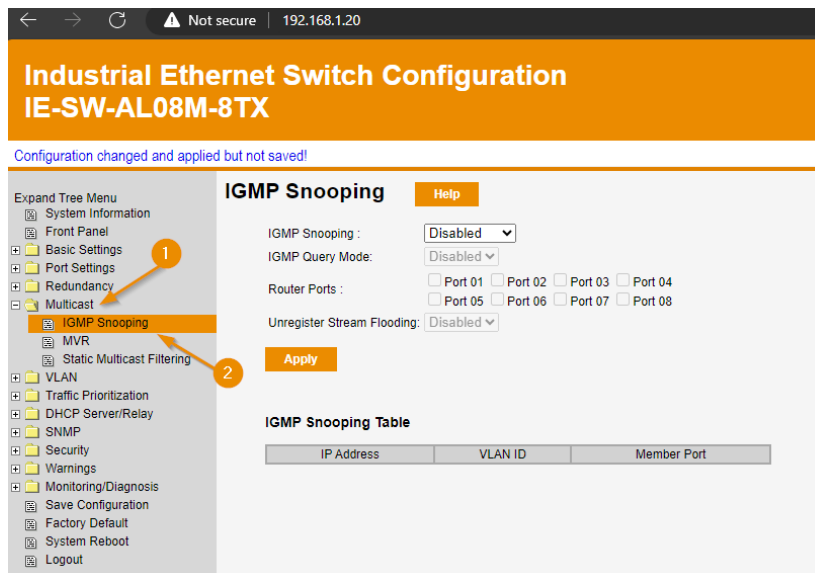 Not secure 192.168.1.20
Industrial Ethernet Switch Configuration
IE-SW-AL08M-8TX
Configuration changed and applied but not saved!
Expand Tree Menu
System Information
Front Panel
Basic Settings
Port Settings
Redundancy
Multicast
IGMP Snooping
MVR
Static Multicast Filtering
VLAN
Traffic Prioritization
DHCP Server/Relay
SNMP
Security
Warnings
Monitoring/Diagnosis
Save Configuration
Factory Default
System Reboot
Logout
1
2
IGMP Snooping Help
IGMP Snooping : Disabled
IGMP Query Mode: Disabled
Router Ports : Port 01 Port 02 Port 03 Port 04
Port 05 Port 06 Port 07 Port 08
Unregister Stream Flooding: Disabled
Apply
IGMP Snooping Table
IP Address VLAN ID Member Port